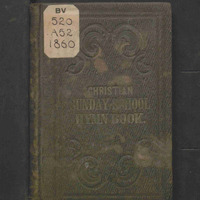 BV
520
.A52
1860
CHRISTIAN
SUNDAY-SCHOOL
HYMN BOOK.